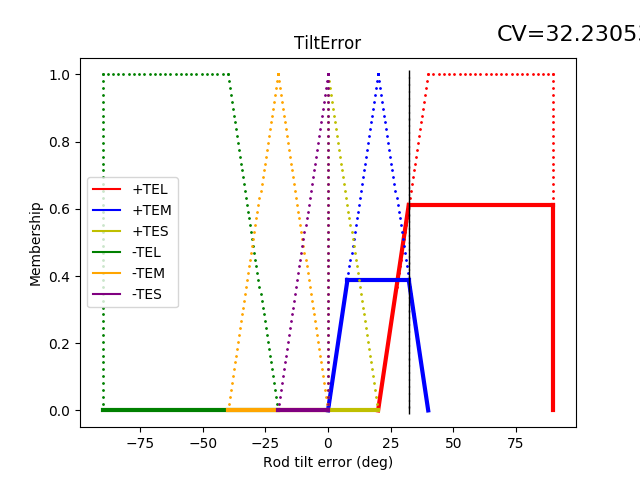 CV=32.2305
TiltError
1.0
0.8
0.6
0.4
0.2
0.0
Membership
+TEL
+TEM
+TES
-TEL
-TEM
-TES
−75
−50
−25
0
25
50
75
Rod tilt error (deg)